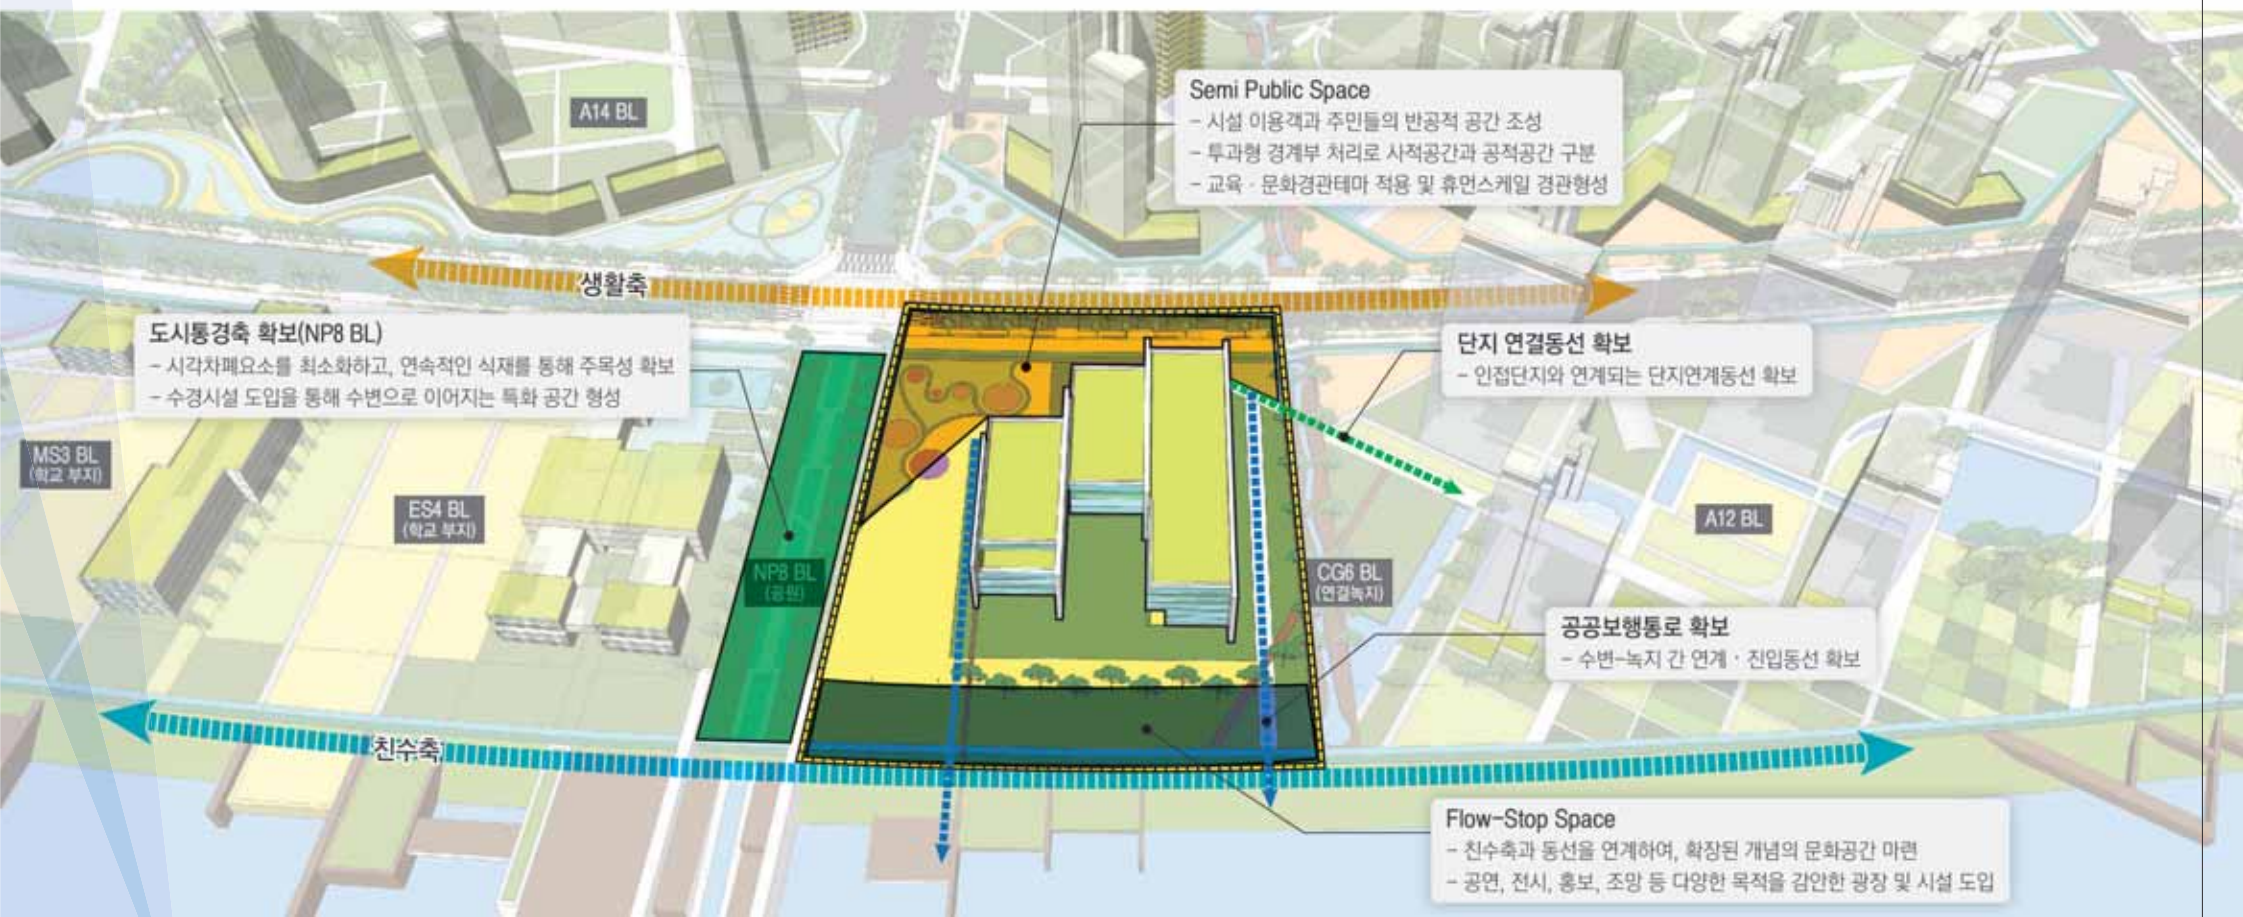 A14 BL
Semi Public Space
- 시설 이용객과 주민들의 반공적 공간 조성
- 투과형 경계부 처리로 사적공간과 공적공간 구분
- 교육 · 문화경관테마 적용 및 휴먼스케일 경관형성
생활축
도시통경축 확보(NP8 BL)
- 시각차폐요소를 최소화하고, 연속적인 식재를 통해 주목성 확보
- 수경시설 도입을 통해 수변으로 이어지는 특화 공간 형성
단지 연결동선 확보
- 인접단지와 연계되는 단지연계동선 확보
MS3 BL
(학교 부지)
ES4 BL
(학교 부지)
A12 BL
NP8 BL
(공원)
CG6 BL
(연결녹지)
공공보행통로 확보
- 수변-녹지 간 연계 · 진입동선 확보
친수축
Flow-Stop Space
- 친수축과 동선을 연계하여, 확장된 개념의 문화공간 마련
- 공연, 전시, 홍보, 조망 등 다양한 목적을 감안한 광장 및 시설 도입